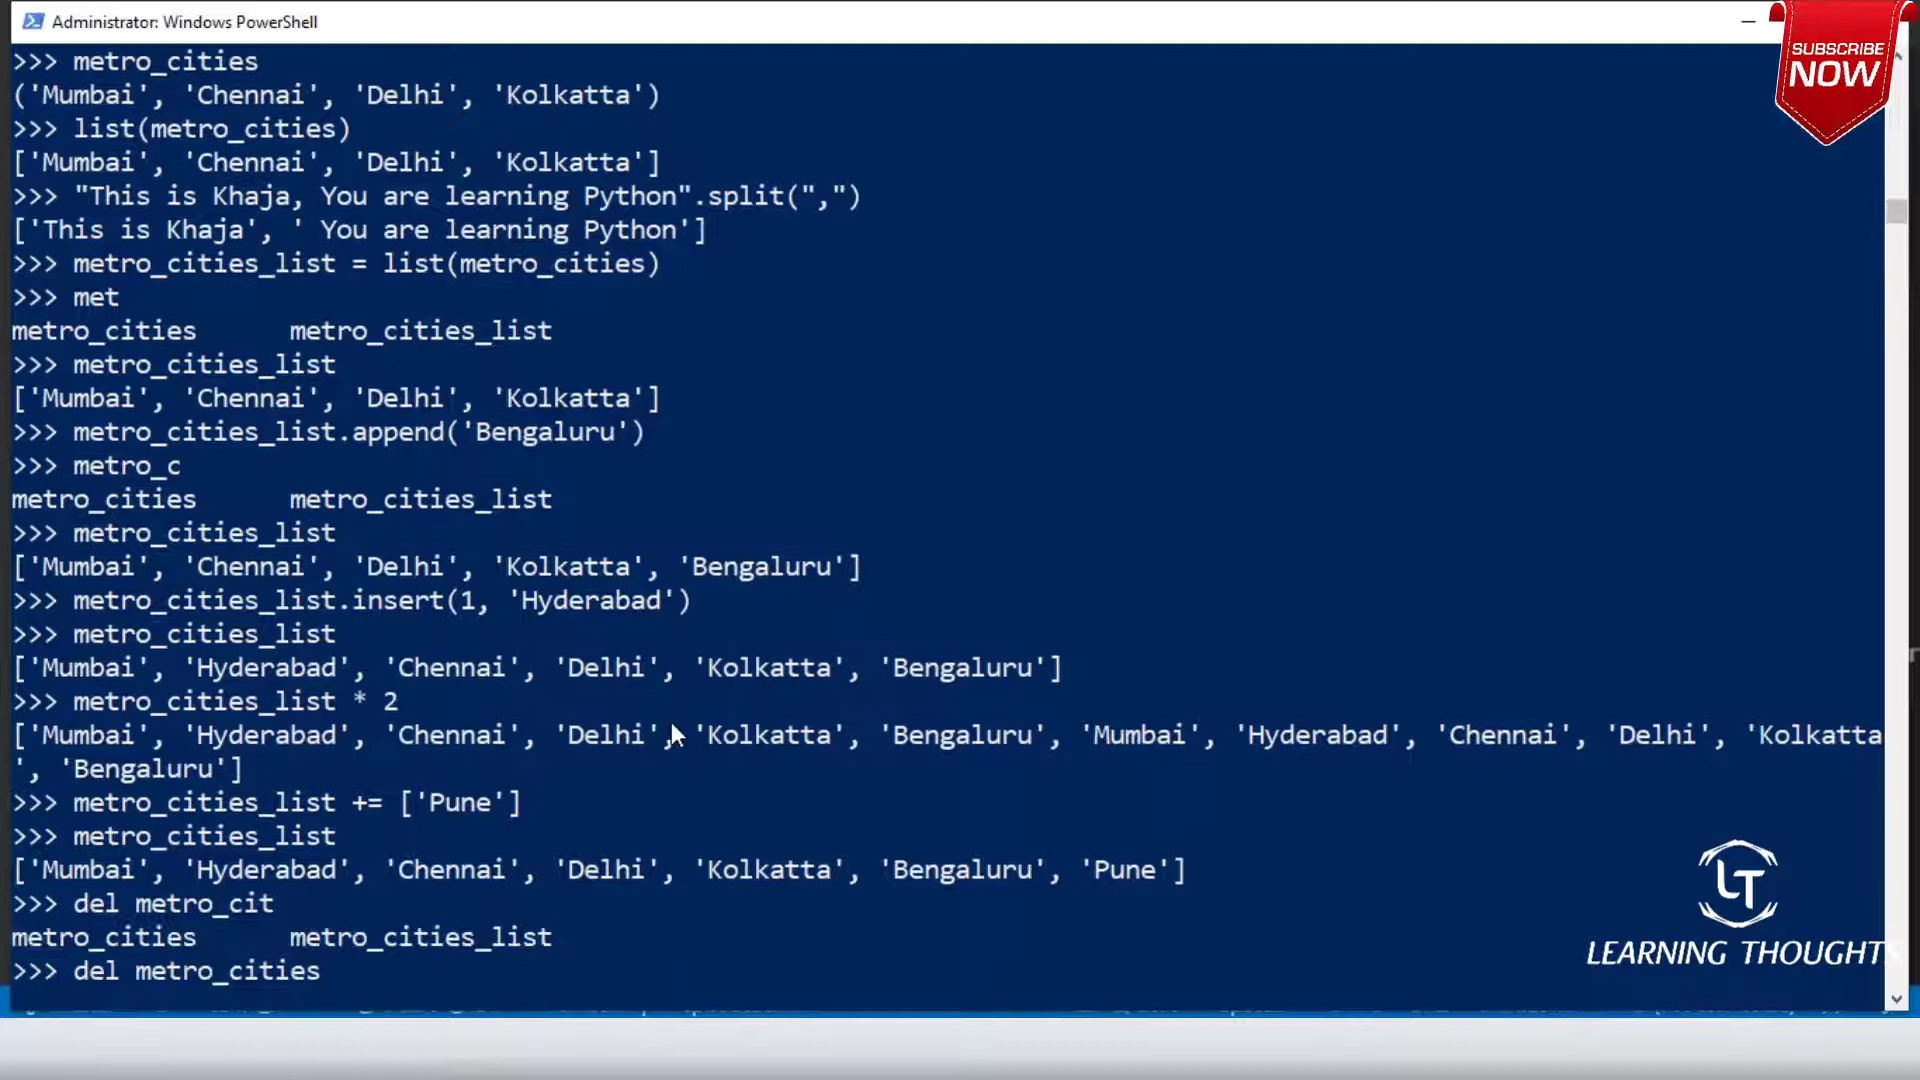 Administrator: Windows PowerShell
SUBSCRIBE
NOW
>>> metro_cities
('Mumbai', 'Chennai', 'Delhi', 'Kolkatta')
>>> list(metro_cities)
['Mumbai', 'Chennai', 'Delhi', 'Kolkatta']
>>> "This is Khaja, You are learning Python".split(",")
['This is Khaja', ' You are learning Python']
>>> metro_cities_list = list(metro_cities)
>>> met
metro_cities      metro_cities_list
>>> metro_cities_list
['Mumbai', 'Chennai', 'Delhi', 'Kolkatta']
>>> metro_cities_list.append('Bengaluru')
>>> metro_c
metro_cities      metro_cities_list
>>> metro_cities_list
['Mumbai', 'Chennai', 'Delhi', 'Kolkatta', 'Bengaluru']
>>> metro_cities_list.insert(1, 'Hyderabad')
>>> metro_cities_list
['Mumbai', 'Hyderabad', 'Chennai', 'Delhi', 'Kolkatta', 'Bengaluru']
>>> metro_cities_list * 2
['Mumbai', 'Hyderabad', 'Chennai', 'Delhi', 'Kolkatta', 'Bengaluru', 'Mumbai', 'Hyderabad', 'Chennai', 'Delhi', 'Kolkatta
', 'Bengaluru']
>>> metro_cities_list += ['Pune']
>>> metro_cities_list
['Mumbai', 'Hyderabad', 'Chennai', 'Delhi', 'Kolkatta', 'Bengaluru', 'Pune']
>>> del metro_cit
metro_cities      metro_cities_list
>>> del metro_cities
LT
LEARNING THOUGHTS